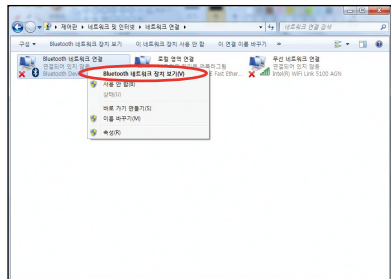 제어판 ▸ 네트워크 및 인터넷 ▸ 네트워크 연결 ▸
네트워크 연결 검색
구성 ▾ Bluetooth 네트워크 장치 보기 이 네트워크 장치 사용 안 함 이 연결 이름 바꾸기 »
Bluetooth 네트워크 연결
연결되어 있지 않음
Bluetooth
로컬 영역 연결
E Fast Ether...
무선 네트워크 연결
연결되어 있지 않음
Intel(R) WiFi Link 5100 AGN
Bluetooth 네트워크 장치 보기(V)
사용 안 함(B)
상태(U)
바로 가기 만들기(S)
이름 바꾸기(M)
속성(R)